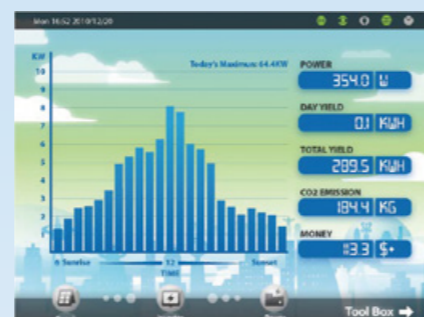 Mon 16:52 2010/12/20
KW
Today's Maximum: 64.4KW
10
9
8
7
6
5
4
3
2
6 Sunrise
12
Sunset
TIME
POWER
354.0 W
DAY YIELD
0.1 KWH
TOTAL YIELD
289.5 KWH
CO2 EMISSION
184.4 KG
MONEY
3.3 $
Tool Box